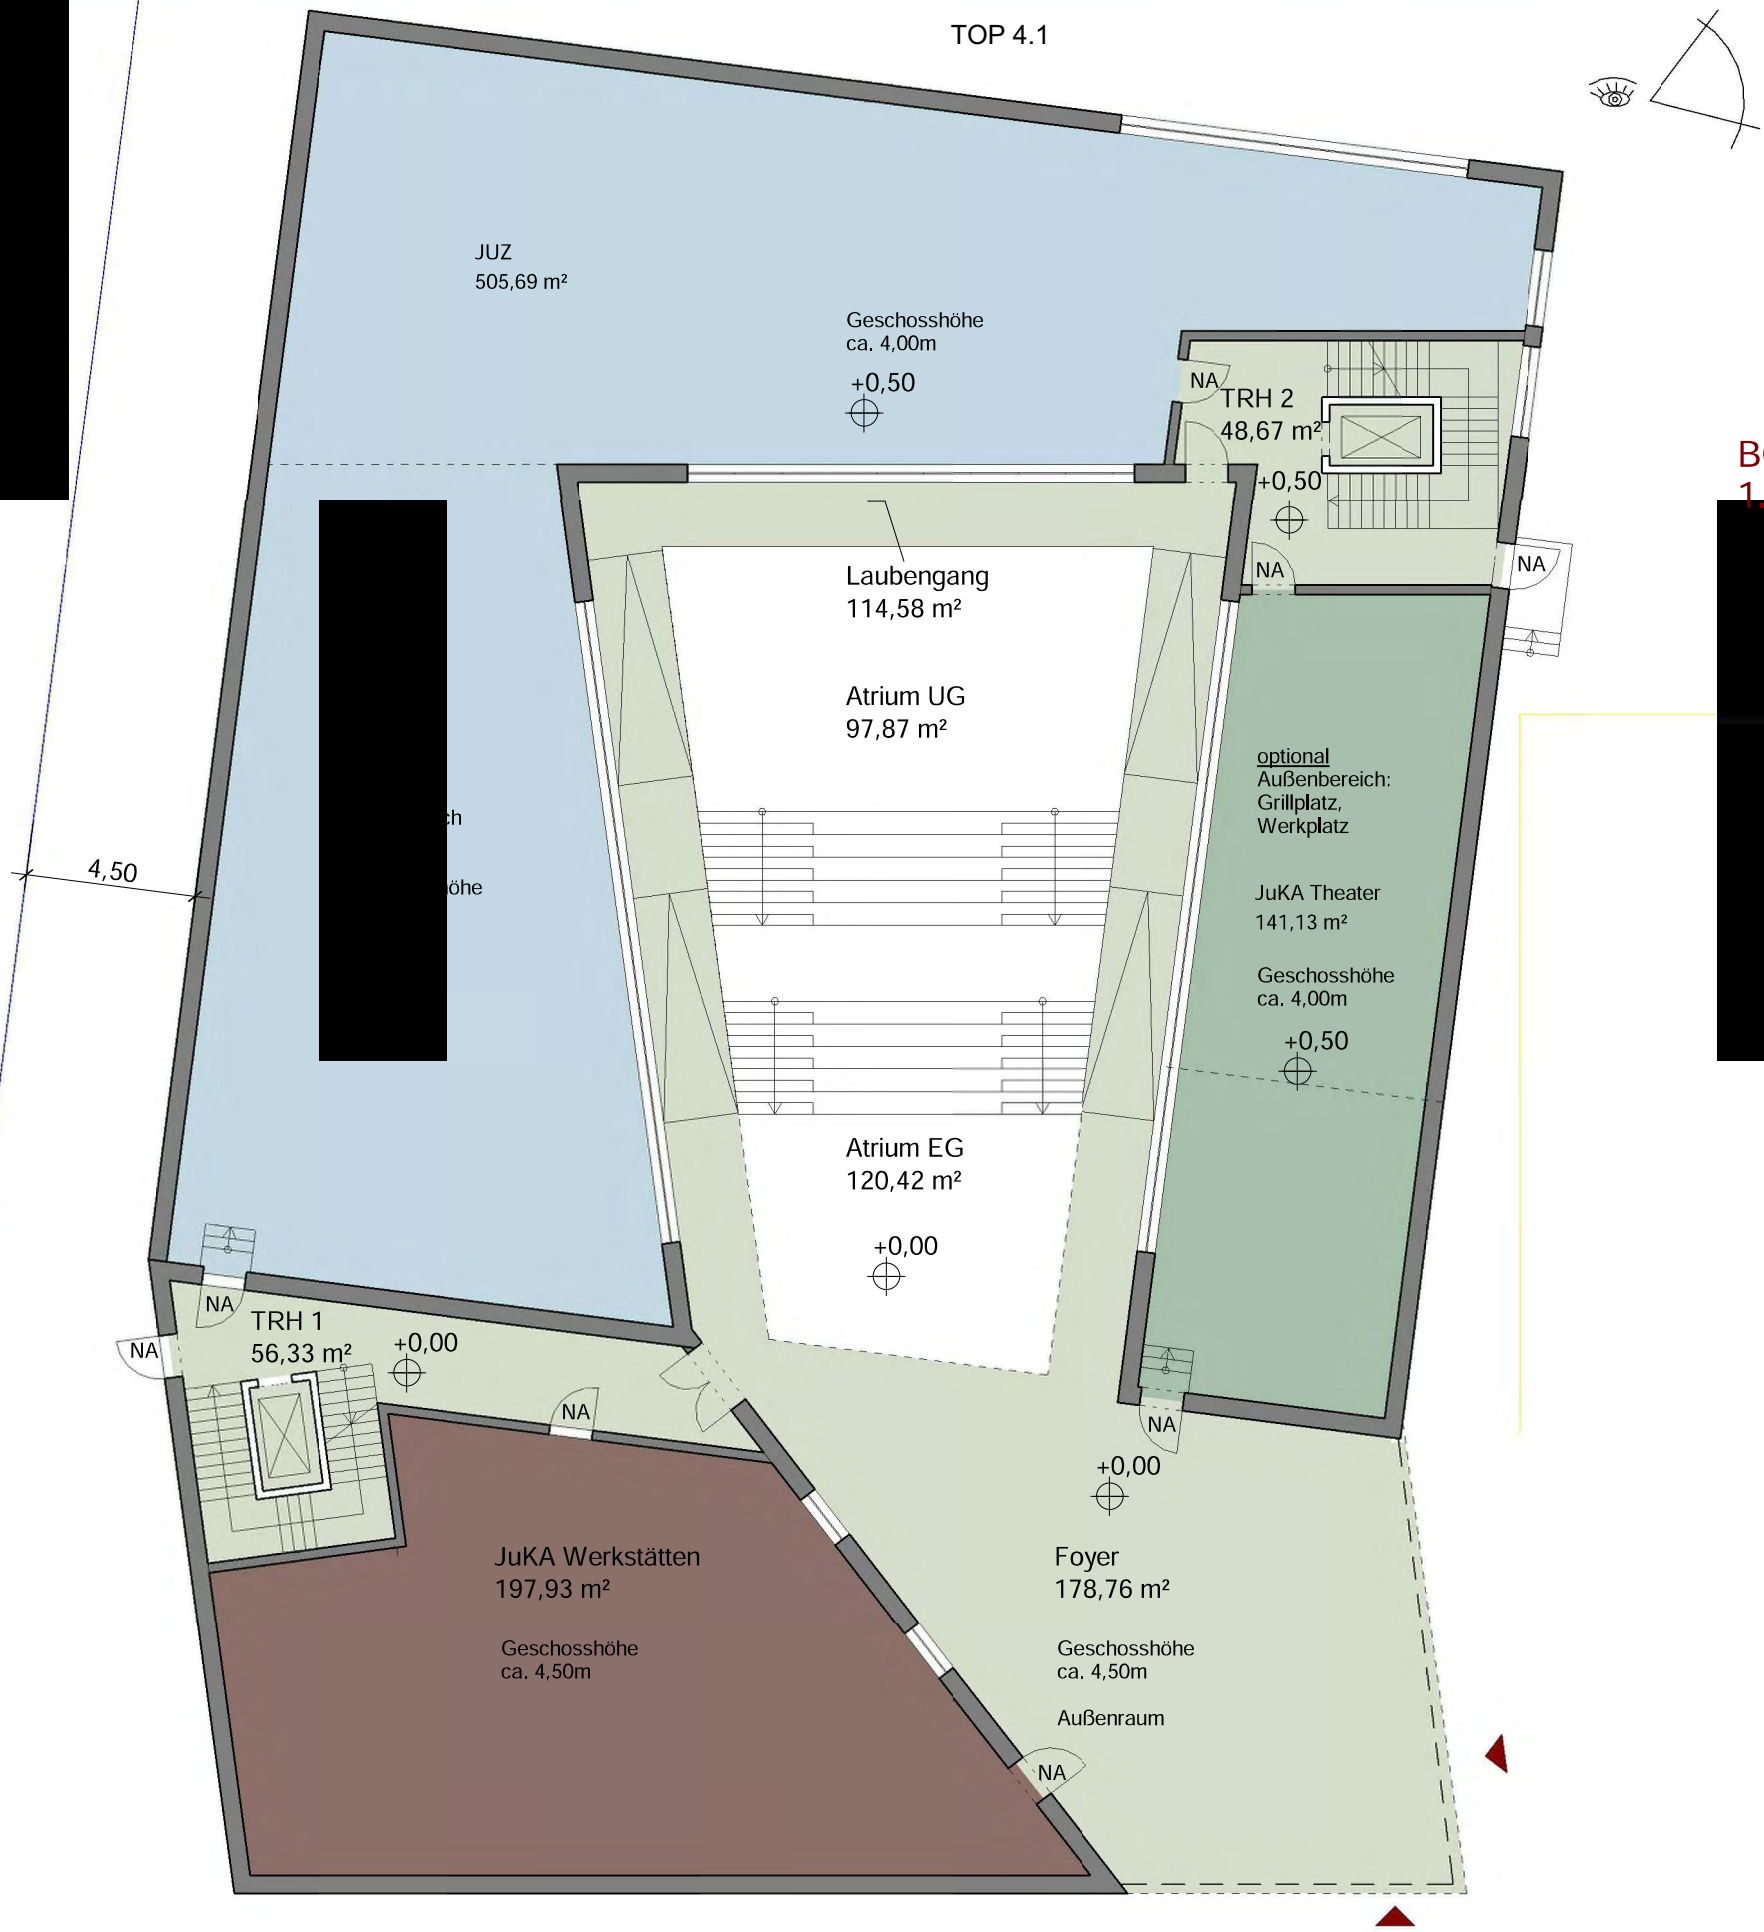 TOP 4.1
JUZ
505,69 m²
Geschosshöhe
ca. 4,00m
+0,50
NA
TRH 2
48,67 m²
+0,50
NA
NA
Laubengang
114,58 m²
Atrium UG
97,87 m²
optional
Außenbereich:
Grillplatz,
Werkplatz
4,50
JuKA Theater
141,13 m²
Geschosshöhe
ca. 4,00m
+0,50
Atrium EG
120,42 m²
+0,00
NA
TRH 1
56,33 m²
+0,00
NA
NA
NA
+0,00
JuKA Werkstätten
197,93 m²
Geschosshöhe
ca. 4,50m
Foyer
178,76 m²
Geschosshöhe
ca. 4,50m
Außenraum
NA